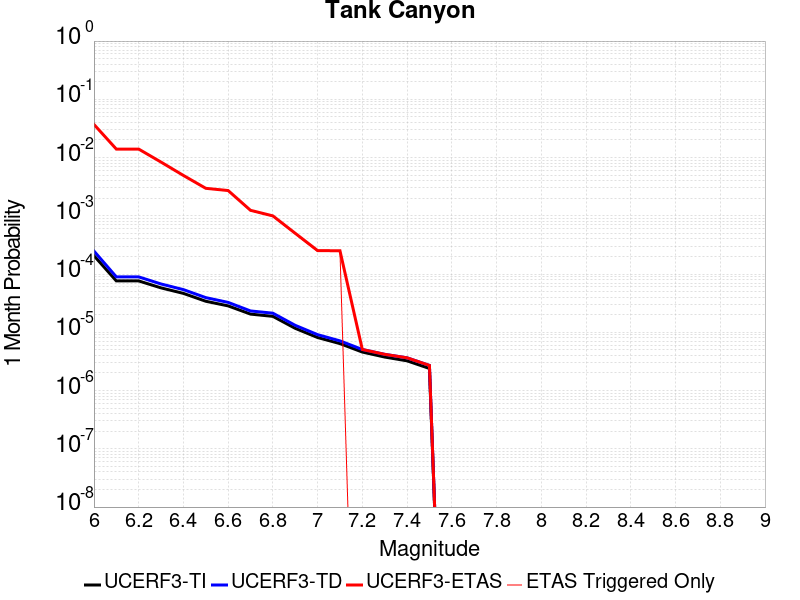 Tank Canyon
10^0
10^-1
10^-2
10^-3
10^-4
10^-5
10^-6
10^-7
10^-8
1 Month Probability
6 6.2 6.4 6.6 6.8 7 7.2 7.4 7.6 7.8 8 8.2 8.4 8.6 8.8 9
Magnitude
UCERF3-TI UCERF3-TD UCERF3-ETAS ETAS Triggered Only